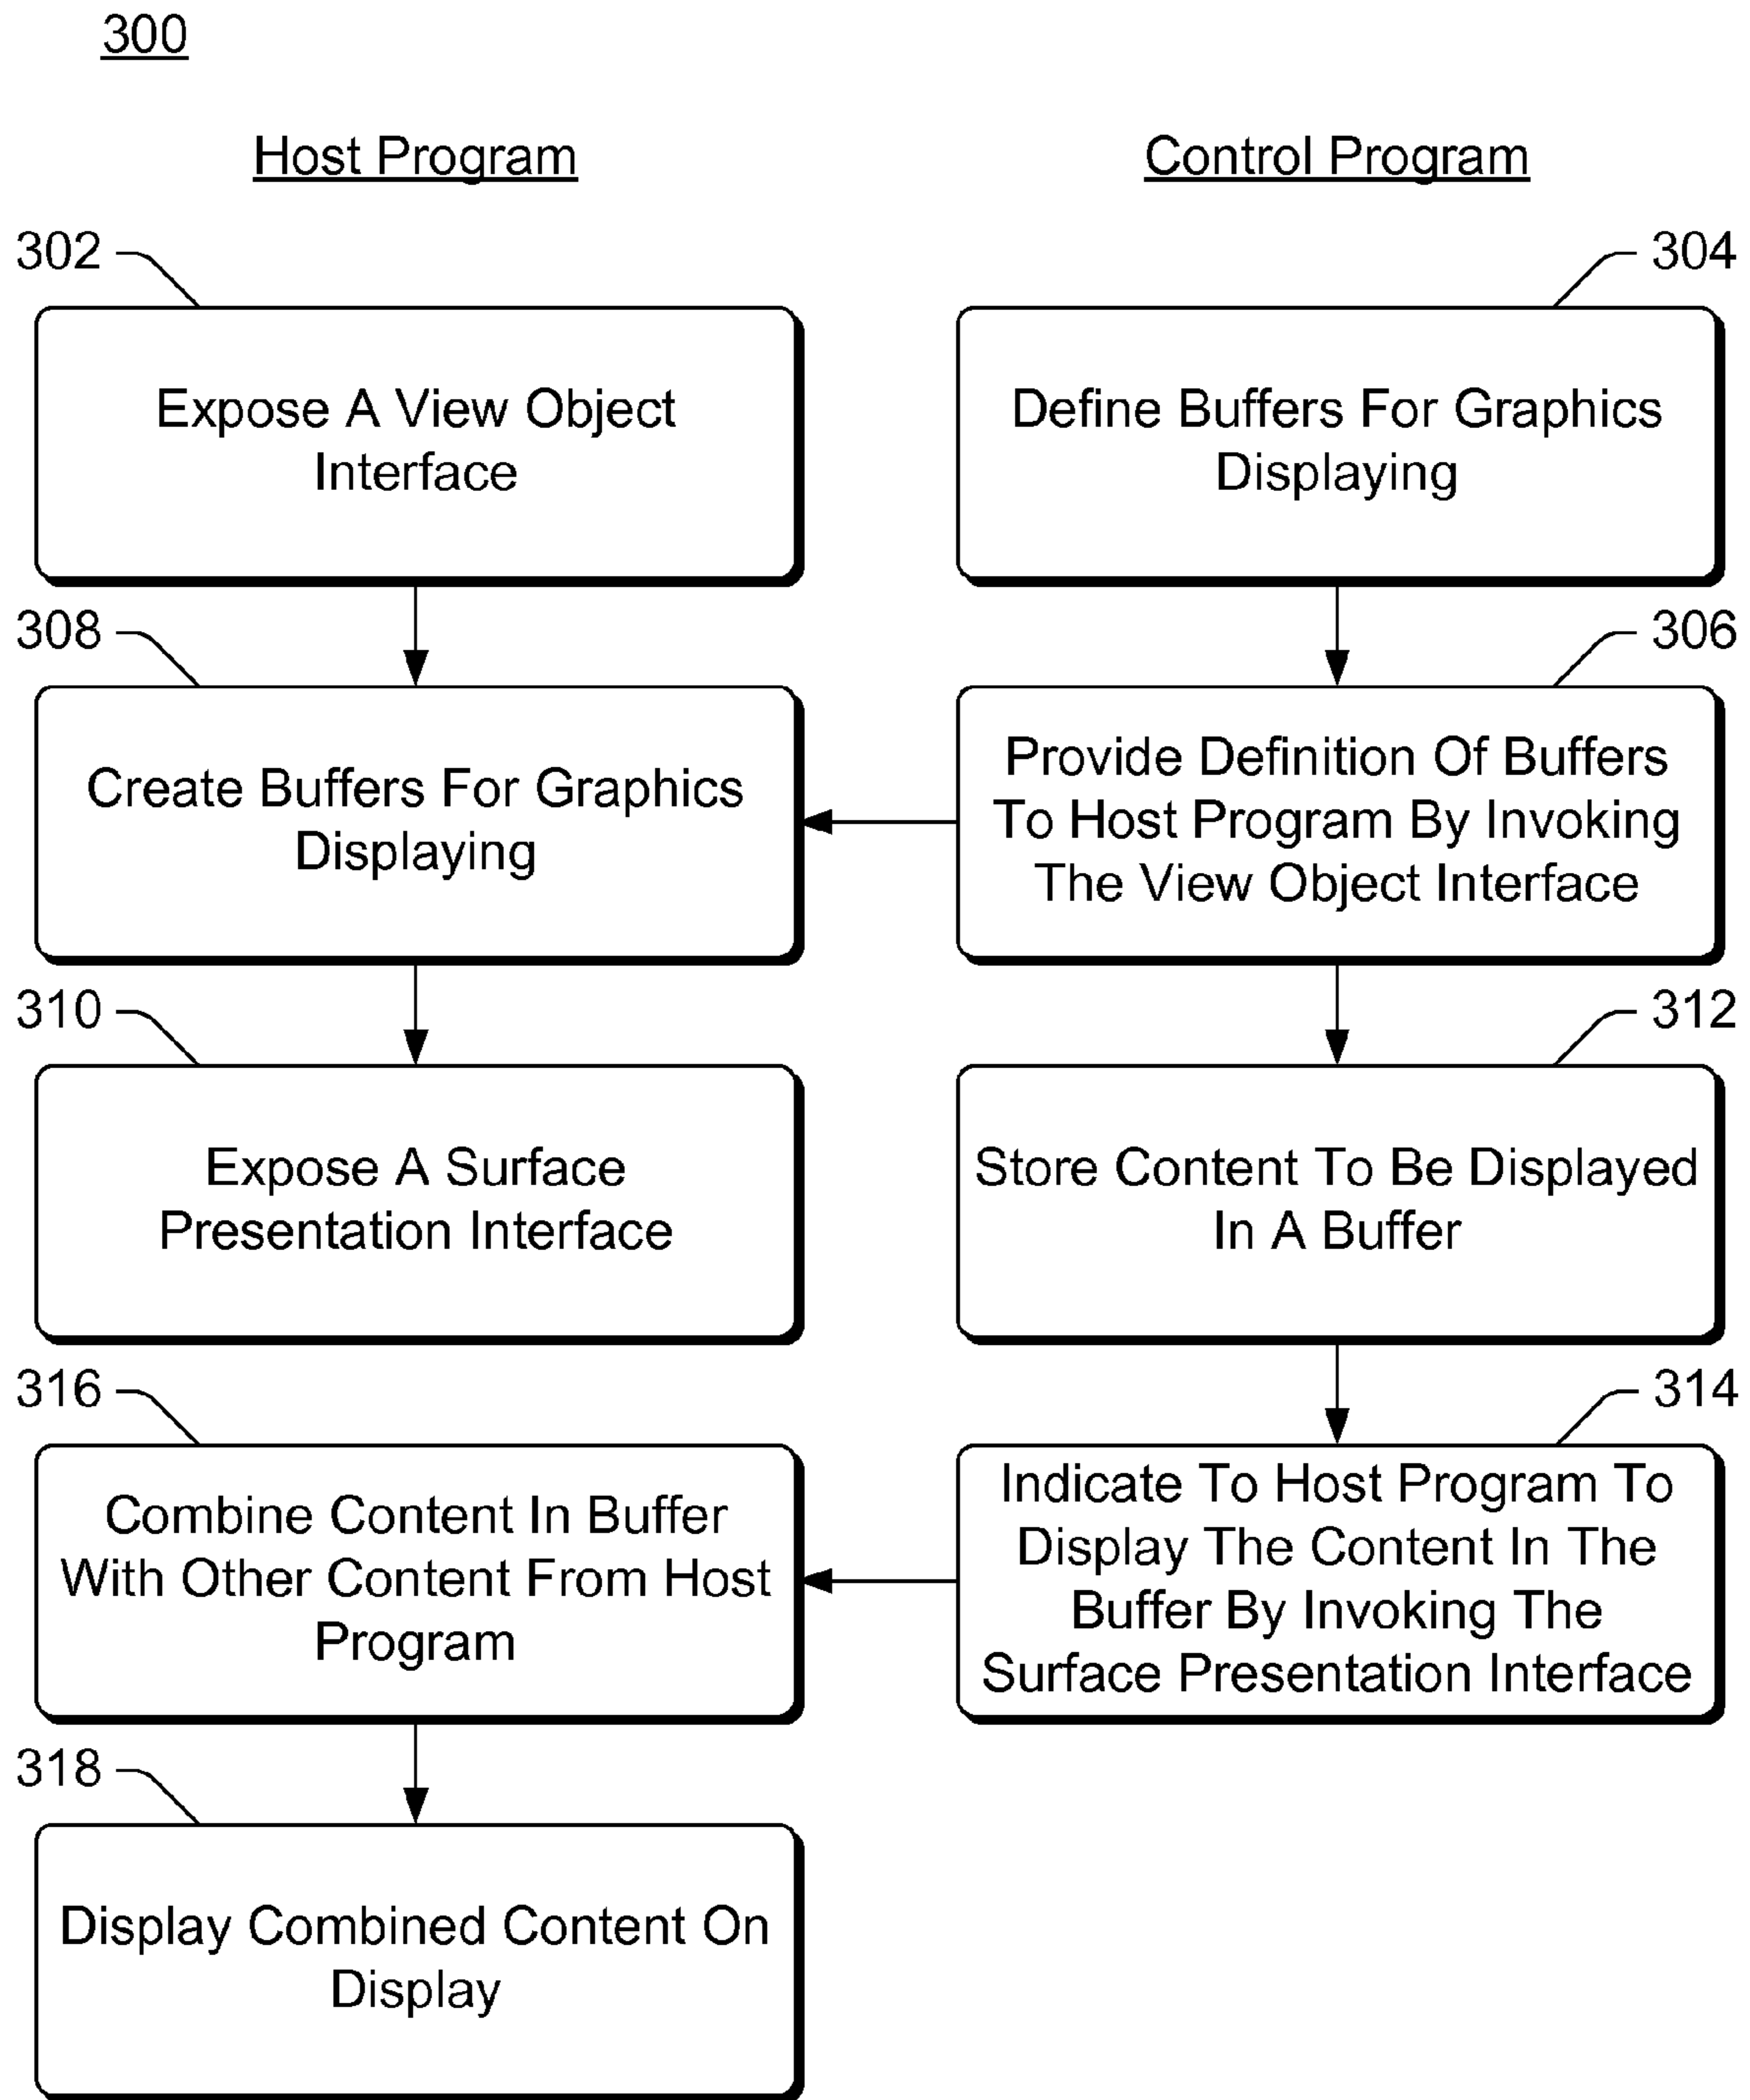 300
Host Program
Control Program
302
304
Expose A View Object
Interface
Define Buffers For Graphics
Displaying
308
306
Create Buffers For Graphics
Displaying
Provide Definition Of Buffers
To Host Program By Invoking
The View Object Interface
310
312
Expose A Surface
Presentation Interface
Store Content To Be Displayed
In A Buffer
316
314
Combine Content In Buffer
With Other Content From Host
Program
Indicate To Host Program To
Display The Content In The
Buffer By Invoking The
Surface Presentation Interface
318
Display Combined Content On
Display